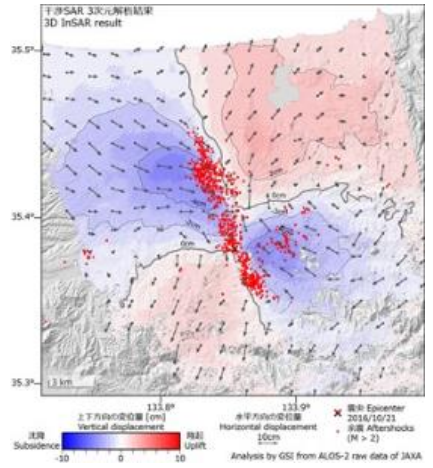 干渉SAR 3次元解析結果
3D InSAR result
35.5°
35.4°
35.3°
0cm
0cm
3 km
133.8°
133.9°
上下方向の変位量 [cm]
Vertical displacement
沈降
Subsidence
隆起
Uplift
-10
0
10
水平方向の変位量
Horizontal displacement
10cm
震央 Epicenter
2016/10/21
余震 Aftershocks
(M > 2)
Analysis by GSI from ALOS-2 raw data of JAXA